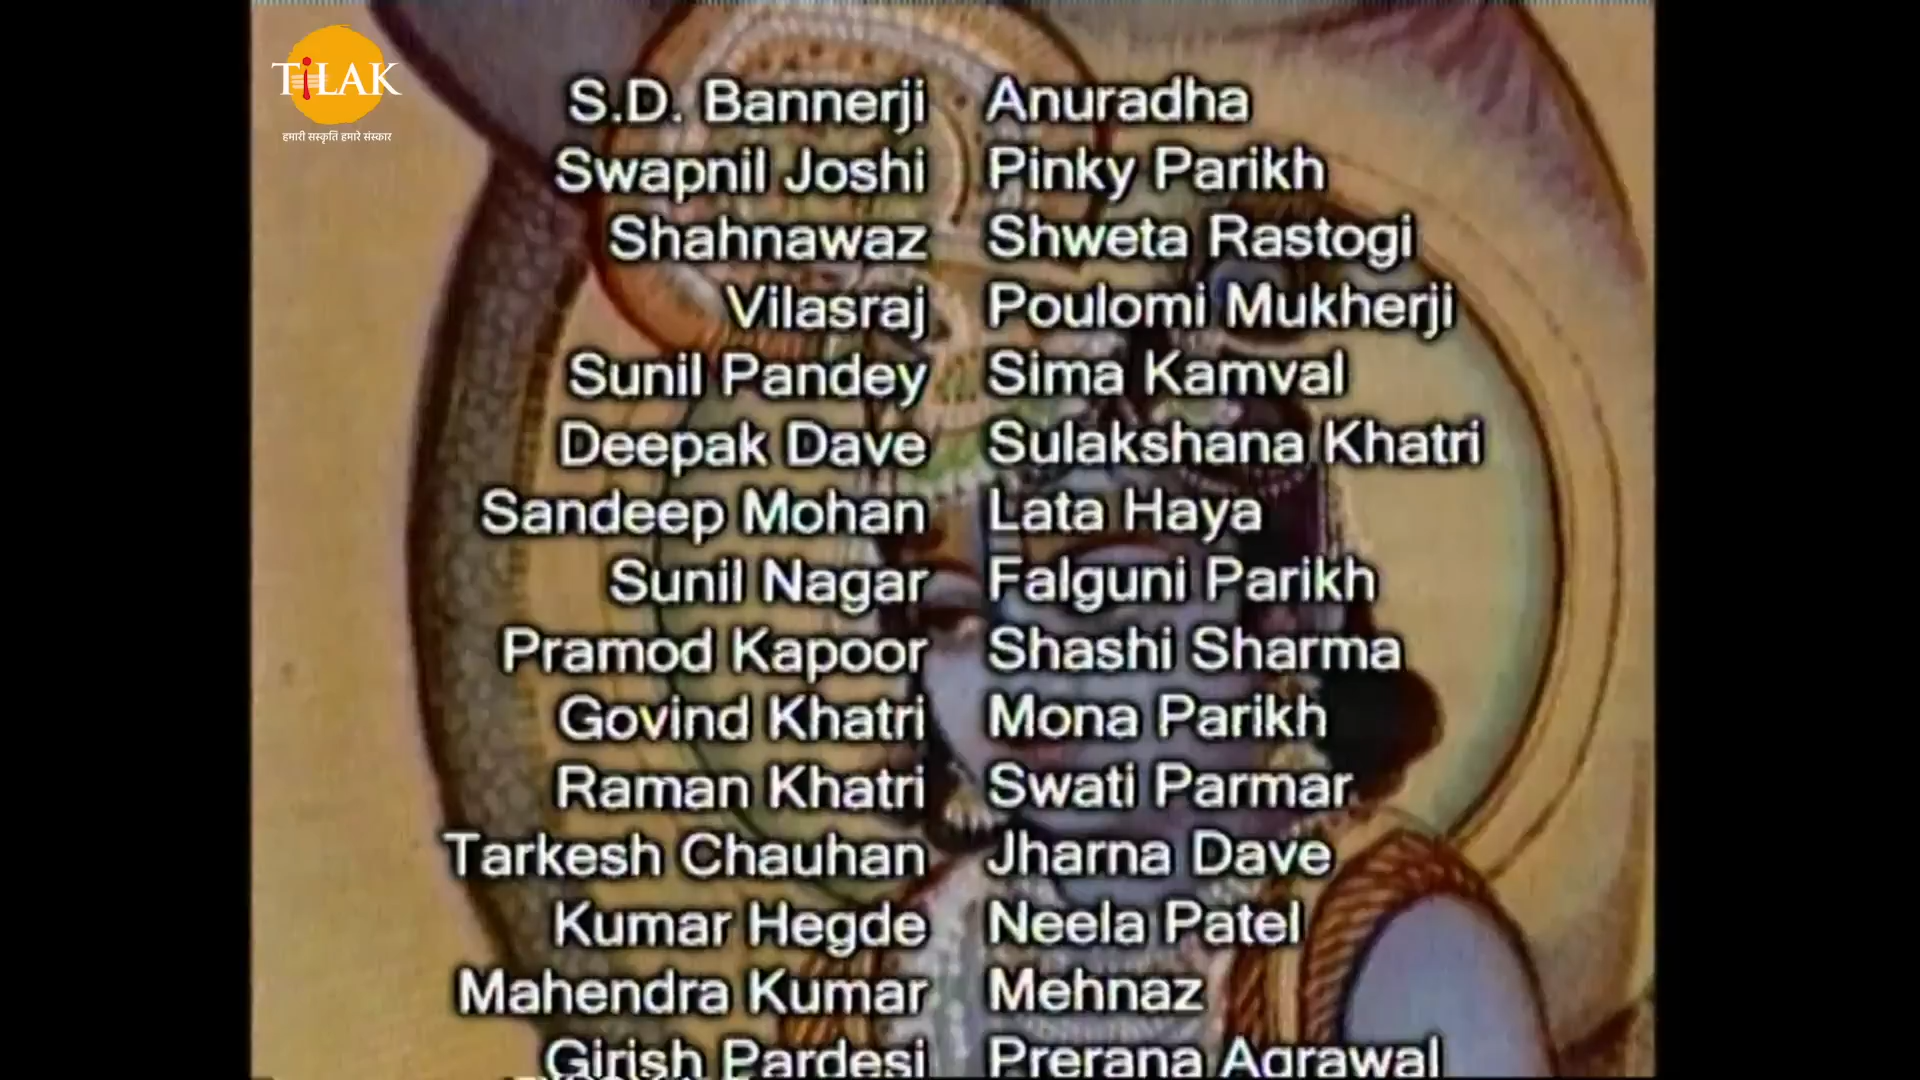 TiLAK
हमारी सस्कृति हमारे संस्कार
S.D. Bannerji Anuradha
Swapnil Joshi Pinky Parikh
Shahnawaz Shweta Rastogi
Vilasraj Poulomi Mukherji
Sunil Pandey Sima Kamval
Deepak Dave Sulakshana Khatri
Sandeep Mohan Lata Haya
Sunil Nagar Falguni Parikh
Pramod Kapoor Shashi Sharma
Govind Khatri Mona Parikh
Raman Khatri Swati Parmar
Tarkesh Chauhan Jharna Dave
Kumar Hegde Neela Patel
Mahendra Kumar Mehnaz
Girish Pardesi Prerana Agrawal